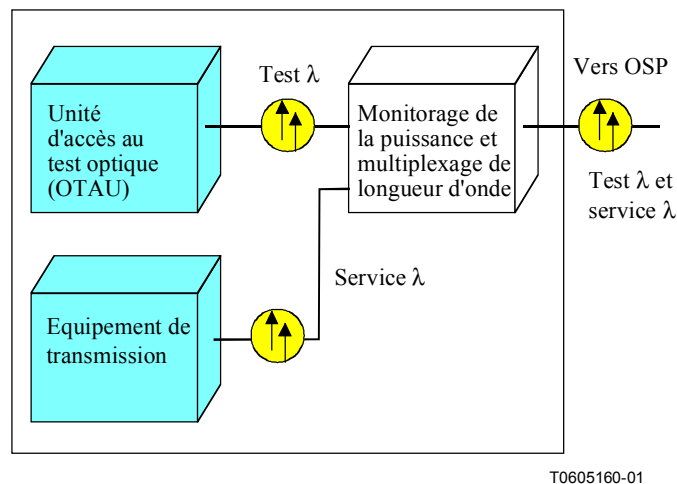 Unité
d'accès au
test optique
(OTAU)
Test λ
Monitorage de
la puissance et
multiplexage de
longueur d'onde
Vers OSP
Test λ et
service λ
Service λ
Equipement de
transmission
T0605160-01